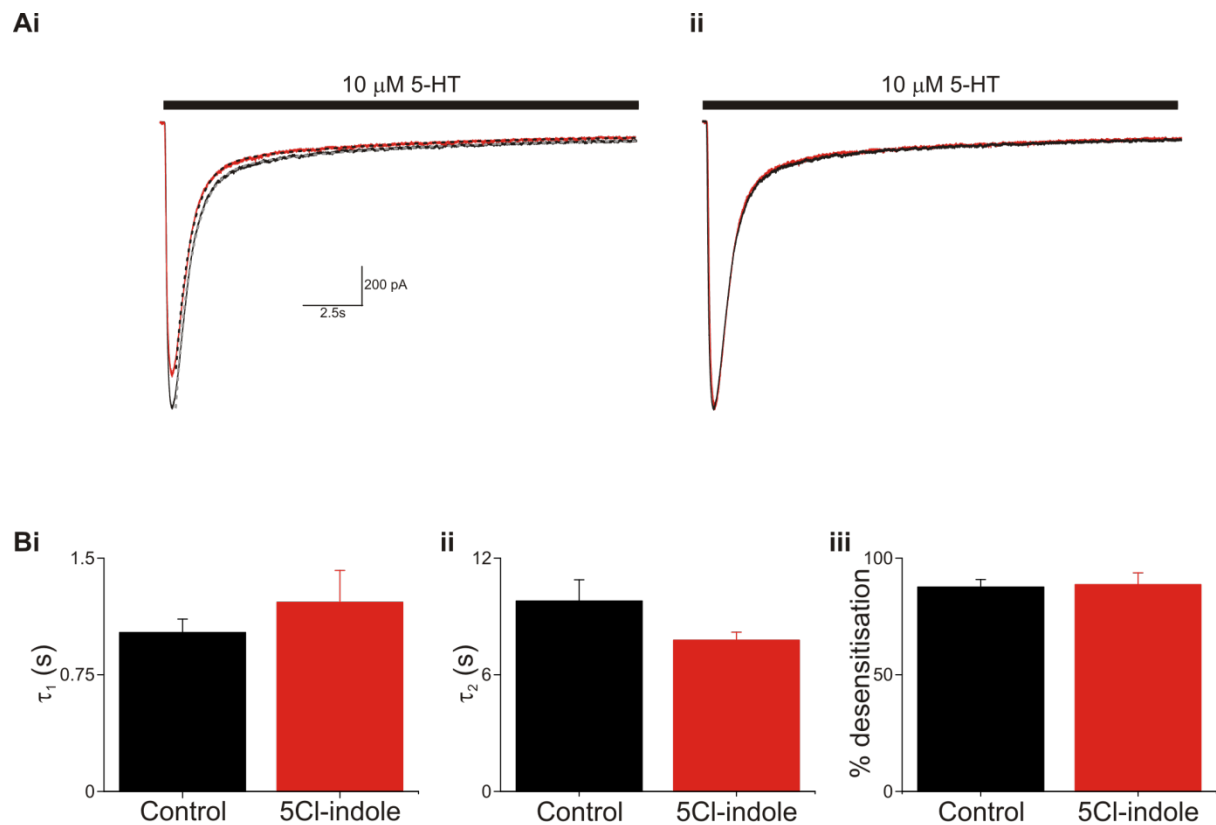 Ai
ii
10 μM 5-HT
10 μM 5-HT
200 pA
2.5s
Bi
ii
iii
1.5
0.75
0
τ1 (s)
Control
5Cl-indole
12
6
0
τ2 (s)
Control
5Cl-indole
100
50
0
% desensitisation
Control
5Cl-indole